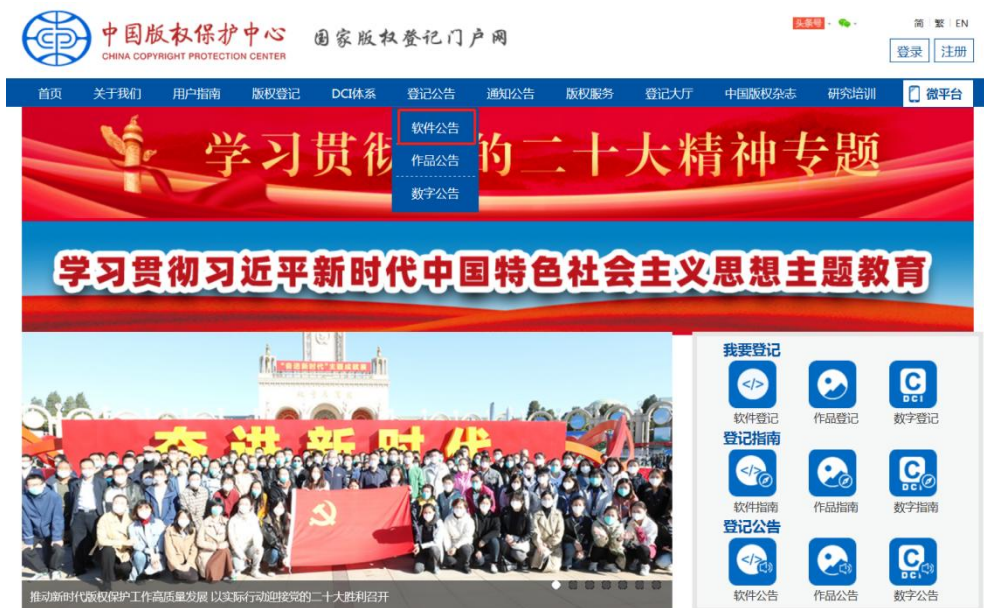 中国版权保护中心 国家版权登记门户网
CHINA COPYRIGHT PROTECTION CENTER
头条号
简 繁 EN
登录 注册
首页 关于我们 用户指南 版权登记 DCI体系 登记公告 通知公告 版权服务 登记大厅 中国版权杂志 研究培训 微平台
软件公告
作品公告
数字公告
学习贯彻 的二十大精神专题
学习贯彻习近平新时代中国特色社会主义思想主题教育
奋进新时代
推动新时代版权保护工作高质量发展 以实际行动迎接党的二十大胜利召开
我要登记
</>
DCI
软件登记 作品登记 数字登记
登记指南
</>
DCI
软件指南 作品指南 数字指南
登记公告
</>
DCI
软件公告 作品公告 数字公告